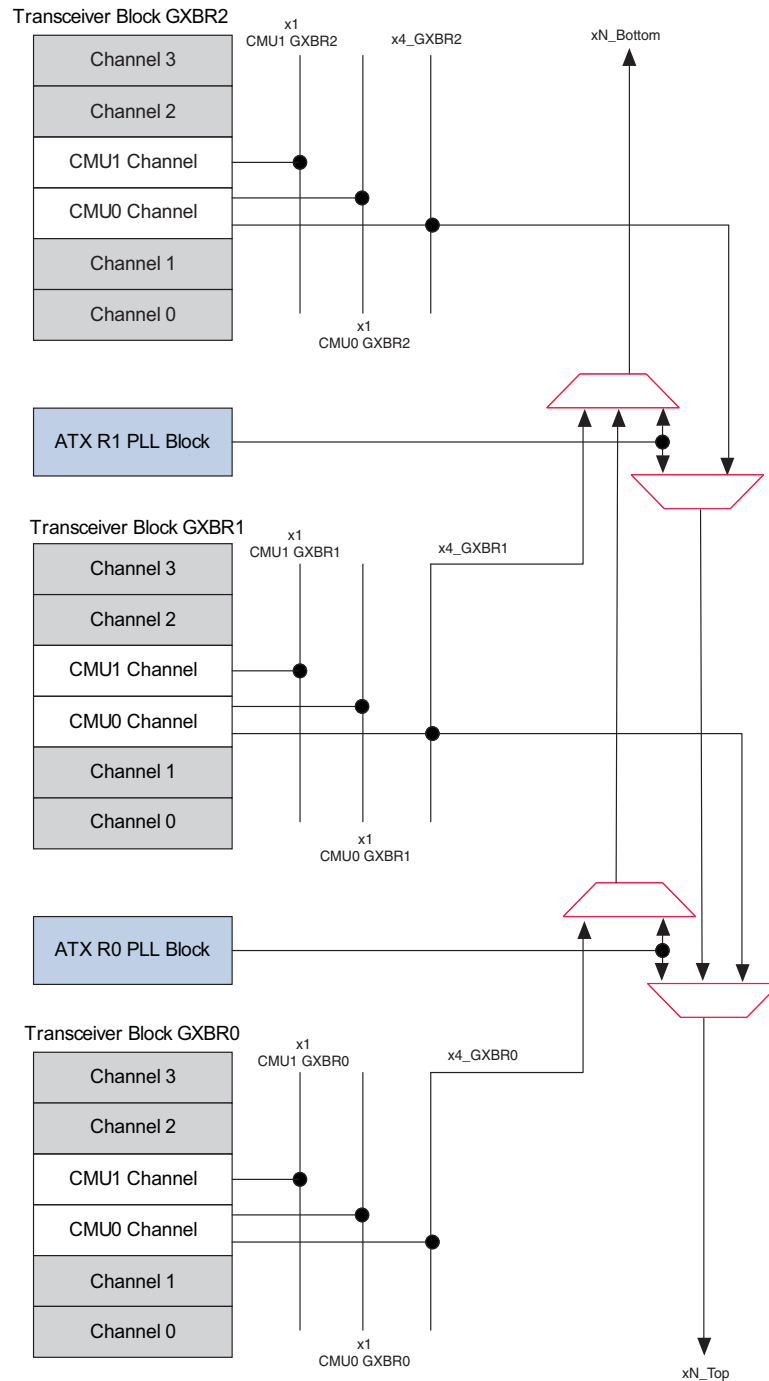 Transceiver Block GXBR2
x1
CMU1 GXBR2
x4_GXBR2
xN_Bottom
Channel 3
Channel 2
CMU1 Channel
CMU0 Channel
Channel 1
Channel 0
x1
CMU0 GXBR2
ATX R1 PLL Block
Transceiver Block GXBR1
x1
CMU1 GXBR1
x4_GXBR1
Channel 3
Channel 2
CMU1 Channel
CMU0 Channel
Channel 1
Channel 0
x1
CMU0 GXBR1
ATX R0 PLL Block
Transceiver Block GXBR0
x1
CMU1 GXBR0
x4_GXBR0
Channel 3
Channel 2
CMU1 Channel
CMU0 Channel
Channel 1
Channel 0
x1
CMU0 GXBR0
xN_Top